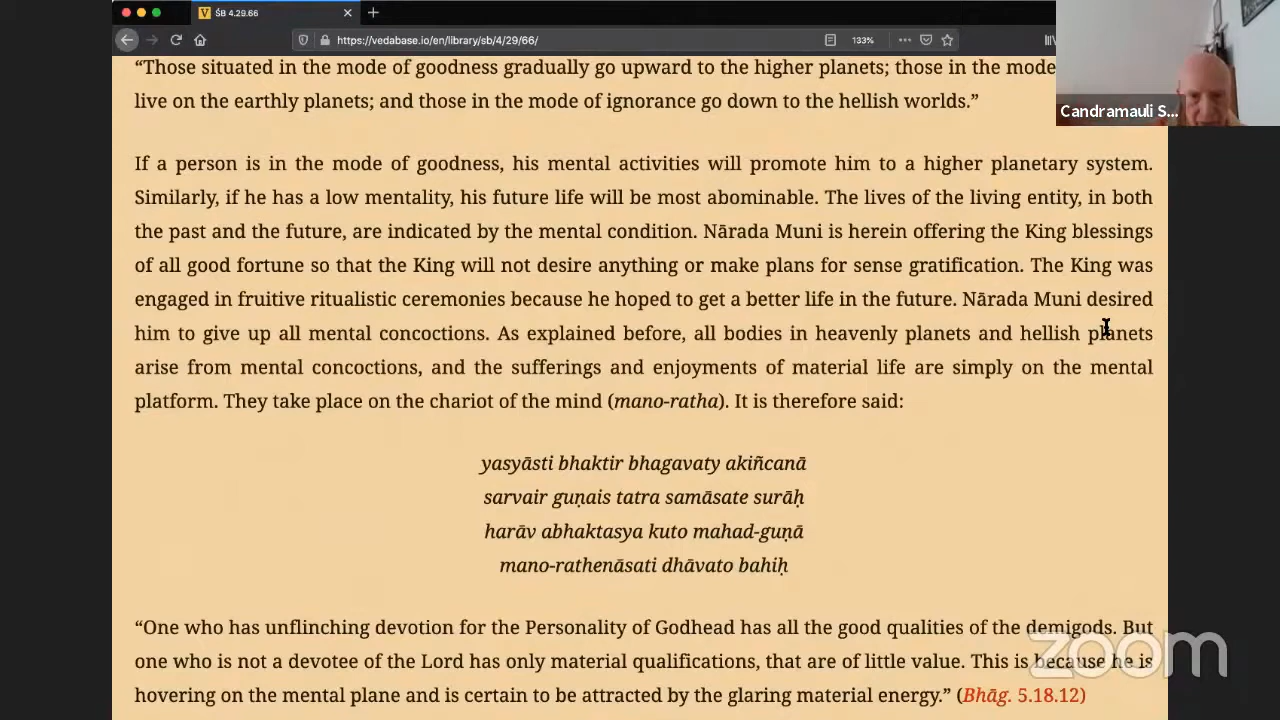 ŚB 4.29.66
https://vedabase.io/en/library/sb/4/29/66/
133%
“Those situated in the mode of goodness gradually go upward to the higher planets; those in the mode
live on the earthly planets; and those in the mode of ignorance go down to the hellish worlds.”
Candramauli S...
If a person is in the mode of goodness, his mental activities will promote him to a higher planetary system.
Similarly, if he has a low mentality, his future life will be most abominable. The lives of the living entity, in both
the past and the future, are indicated by the mental condition. Nārada Muni is herein offering the King blessings
of all good fortune so that the King will not desire anything or make plans for sense gratification. The King was
engaged in fruitive ritualistic ceremonies because he hoped to get a better life in the future. Nārada Muni desired
him to give up all mental concoctions. As explained before, all bodies in heavenly planets and hellish planets
arise from mental concoctions, and the sufferings and enjoyments of material life are simply on the mental
platform. They take place on the chariot of the mind (mano-ratha). It is therefore said:
yasyāsti bhaktir bhagavaty akiñcanā
sarvair guṇais tatra samāsate surāḥ
harāv abhaktasya kuto mahad-guṇā
mano-rathenāsati dhāvato bahiḥ
“One who has unflinching devotion for the Personality of Godhead has all the good qualities of the demigods. But
one who is not a devotee of the Lord has only material qualifications, that are of little value. This is because he is
hovering on the mental plane and is certain to be attracted by the glaring material energy.” (Bhāg. 5.18.12)
zoom